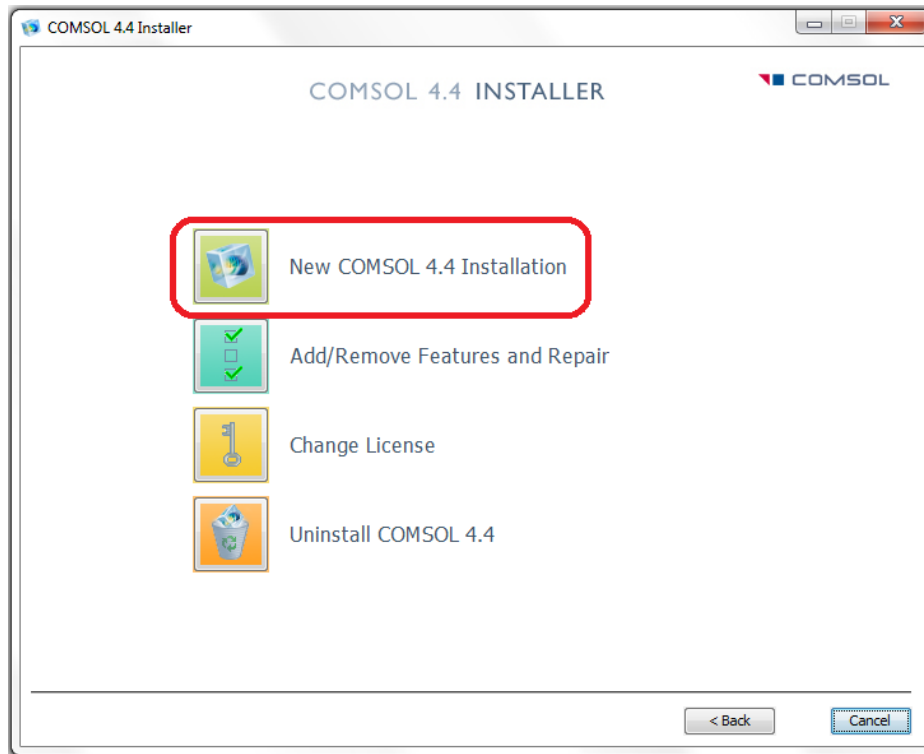 COMSOL 4.4 Installer
COMSOL 4.4 INSTALLER
COMSOL
New COMSOL 4.4 Installation
Add/Remove Features and Repair
Change License
Uninstall COMSOL 4.4
< Back
Cancel